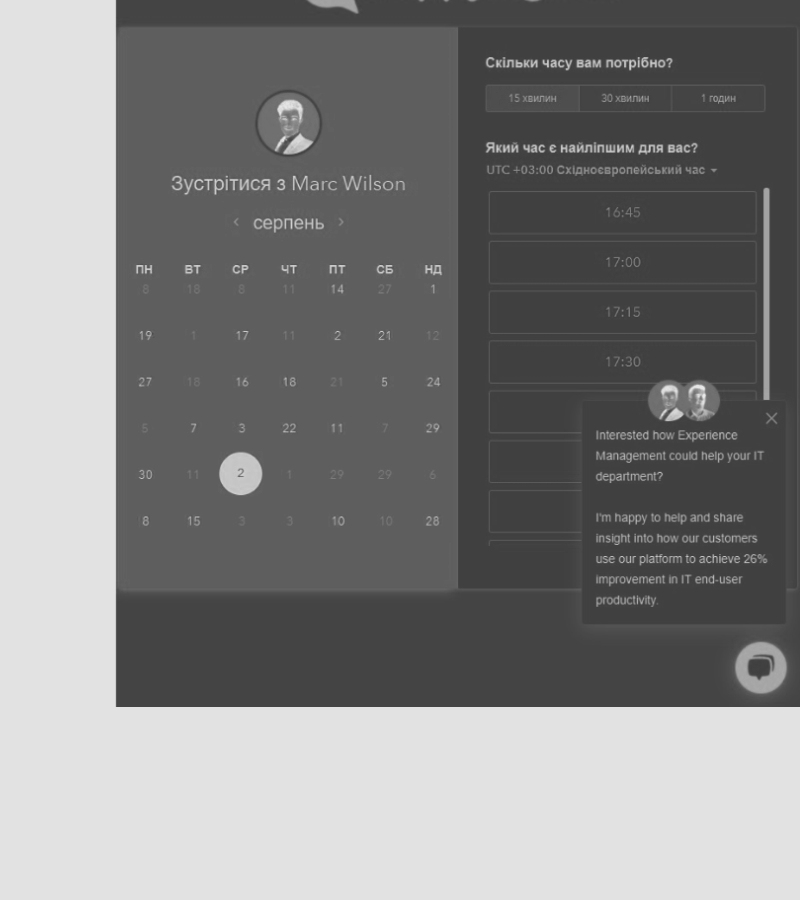 Зустрітися з Marc Wilson
серпень
ПН ВТ СР ЧТ ПТ СБ НД
8 18 8 11 14 27 1
19 1 17 11 2 21 12
27 18 16 18 21 5 24
5 7 3 22 11 7 29
30 11 2 1 29 29 6
8 15 3 3 10 10 28
Скільки часу вам потрібно?
15 хвилин 30 хвилин 1 годин
Який час є найліпшим для вас?
UTC +03:00 Східноєвропейський час
16:45
17:00
17:15
17:30
Interested how Experience
Management could help your IT
department?
I'm happy to help and share
insight into how our customers
use our platform to achieve 26%
improvement in IT end-user
productivity.